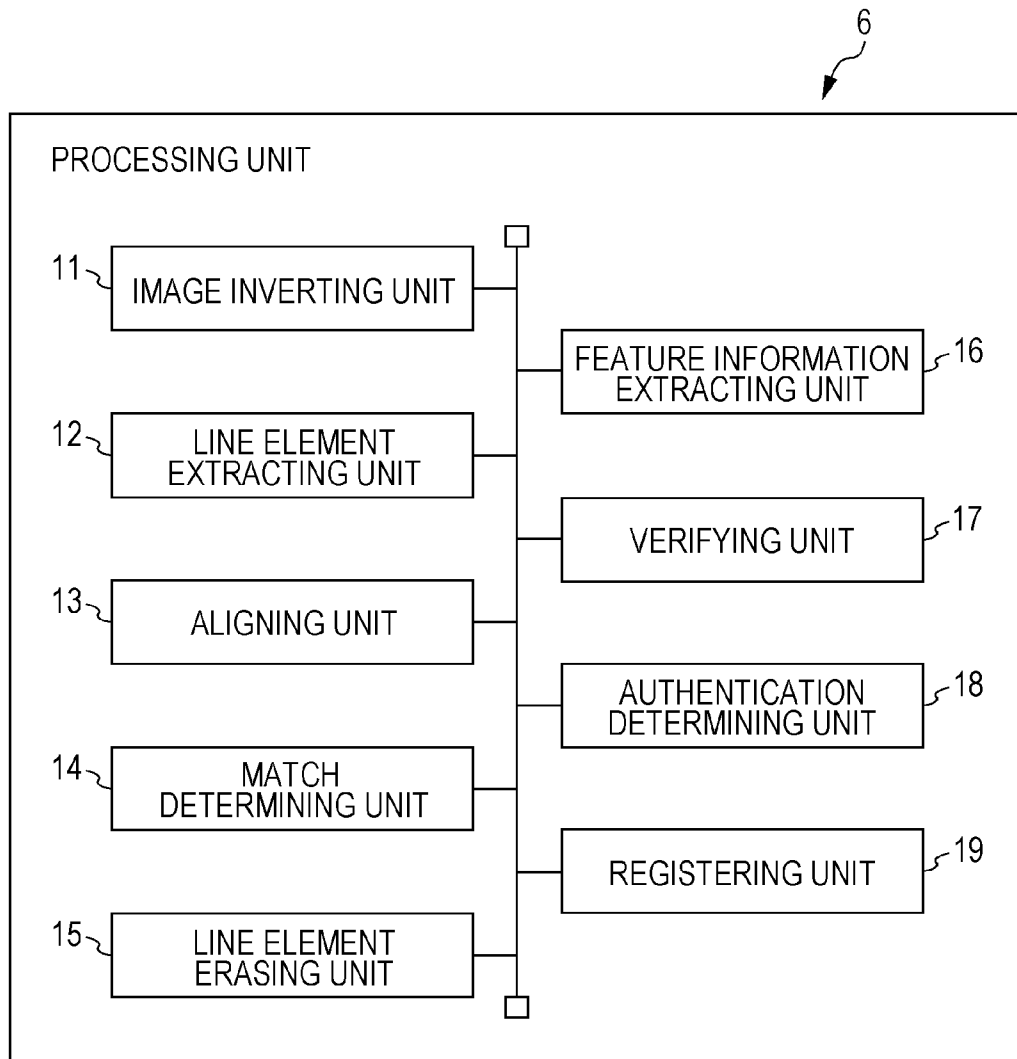 6
PROCESSING UNIT
11
IMAGE INVERTING UNIT
12
LINE ELEMENT
EXTRACTING UNIT
13
ALIGNING UNIT
14
MATCH
DETERMINING UNIT
15
LINE ELEMENT
ERASING UNIT
FEATURE INFORMATION
EXTRACTING UNIT
16
VERIFYING UNIT
17
AUTHENTICATION
DETERMINING UNIT
18
REGISTERING UNIT
19